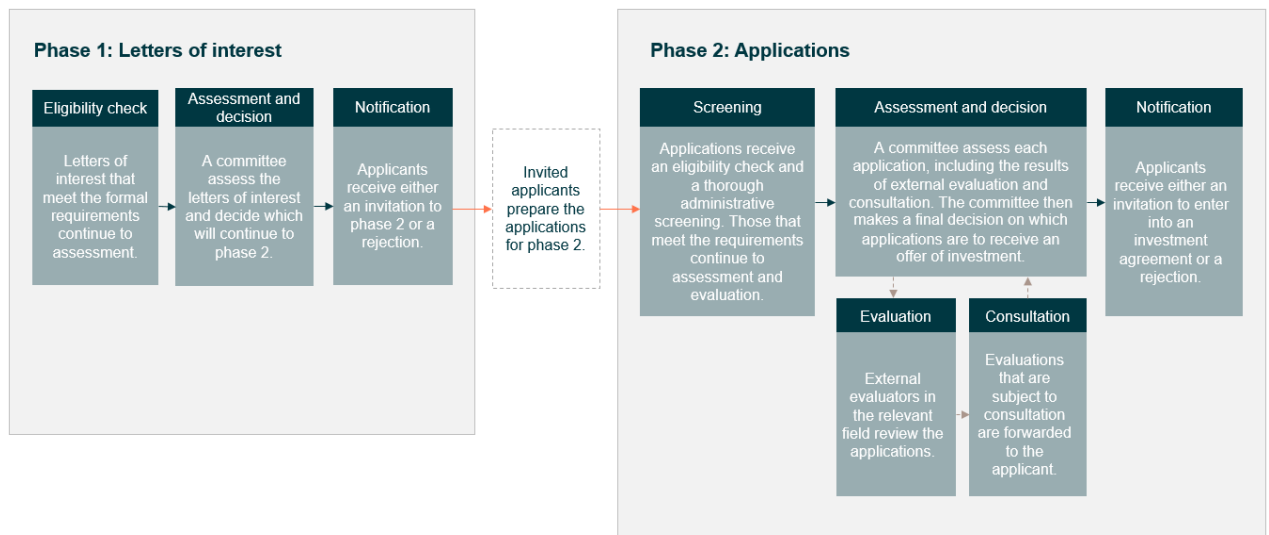 Phase 1: Letters of interest
Eligibility check
Letters of
interest that
meet the formal
requirements
continue to
assessment.
Assessment and
decision
A committee
assess the
letters of interest
and decide which
will continue to
phase 2.
Notification
Applicants
receive either
an invitation to
phase 2 or a
rejection.
Invited
applicants
prepare the
applications
for phase 2.
Phase 2: Applications
Screening
Applications receive
an eligibility check and
a thorough
administrative
screening. Those that
meet the requirements
continue to
assessment and
evaluation.
Assessment and decision
A committee assess each
application, including the results
of external evaluation and
consultation. The committee then
makes a final decision on which
applications are to receive an
offer of investment.
Evaluation
External
evaluators in
the relevant
field review the
applications.
Consultation
Evaluations
that are
subject to
consultation
are forwarded
to the
applicant.
Notification
Applicants
receive either an
invitation to enter
into an
investment
agreement or a
rejection.